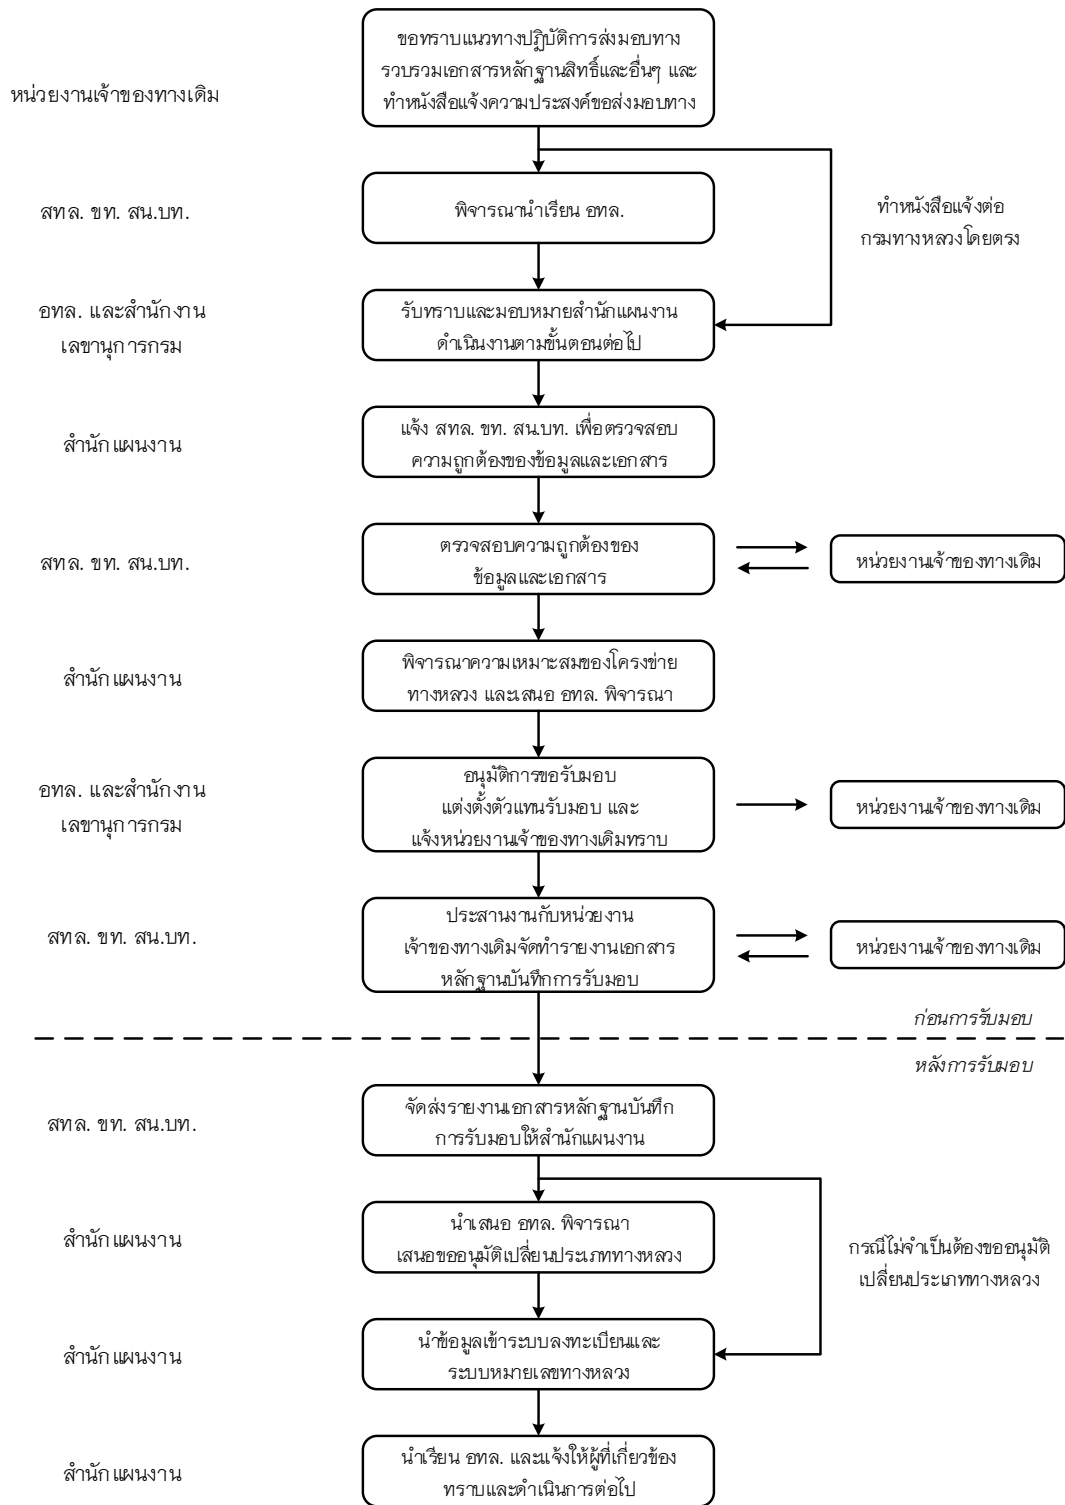 หน่วยงานเจ้าของทางเดิม
ขอทราบแนวทางปฏิบัติการส่งมอบทาง
รวบรวมเอกสารหลักฐานสิทธิ์และอื่นๆ และ
ทำหนังสือแจ้งความประสงค์ขอส่งมอบทาง
สทล. ขท. สน.บท.
พิจารณานำเรียน อทล.
ทำหนังสือแจ้งต่อ
กรมทางหลวงโดยตรง
อทล. และสำนักงาน
เลขานุการกรม
รับทราบและมอบหมายสำนักแผนงาน
ดำเนินงานตามขั้นตอนต่อไป
สำนักแผนงาน
แจ้ง สทล. ขท. สน.บท. เพื่อตรวจสอบ
ความถูกต้องของข้อมูลและเอกสาร
สทล. ขท. สน.บท.
ตรวจสอบความถูกต้องของ
ข้อมูลและเอกสาร
หน่วยงานเจ้าของทางเดิม
สำนักแผนงาน
พิจารณาความเหมาะสมของโครงข่าย
ทางหลวง และเสนอ อทล. พิจารณา
อทล. และสำนักงาน
เลขานุการกรม
อนุมัติการขอรับมอบ
แต่งตั้งตัวแทนรับมอบ และ
แจ้งหน่วยงานเจ้าของทางเดิมทราบ
หน่วยงานเจ้าของทางเดิม
สทล. ขท. สน.บท.
ประสานงานกับหน่วยงาน
เจ้าของทางเดิมจัดทำรายงานเอกสาร
หลักฐานบันทึกการรับมอบ
หน่วยงานเจ้าของทางเดิม
ก่อนการรับมอบ
หลังการรับมอบ
สทล. ขท. สน.บท.
จัดส่งรายงานเอกสารหลักฐานบันทึก
การรับมอบให้สำนักแผนงาน
สำนักแผนงาน
นำเสนอ อทล. พิจารณา
เสนอขออนุมัติเปลี่ยนประเภททางหลวง
กรณีไม่จำเป็นต้องขออนุมัติ
เปลี่ยนประเภททางหลวง
สำนักแผนงาน
นำข้อมูลเข้าระบบลงทะเบียนและ
ระบบหมายเลขทางหลวง
สำนักแผนงาน
นำเรียน อทล. และแจ้งให้ผู้ที่เกี่ยวข้อง
ทราบและดำเนินการต่อไป